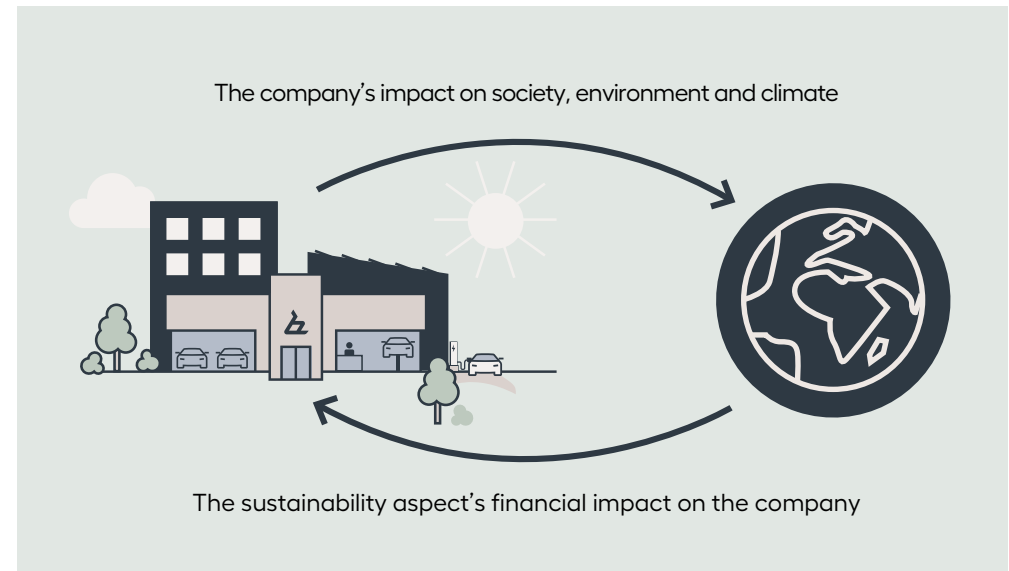 The company’s impact on society, environment and climate
The sustainability aspect’s financial impact on the company